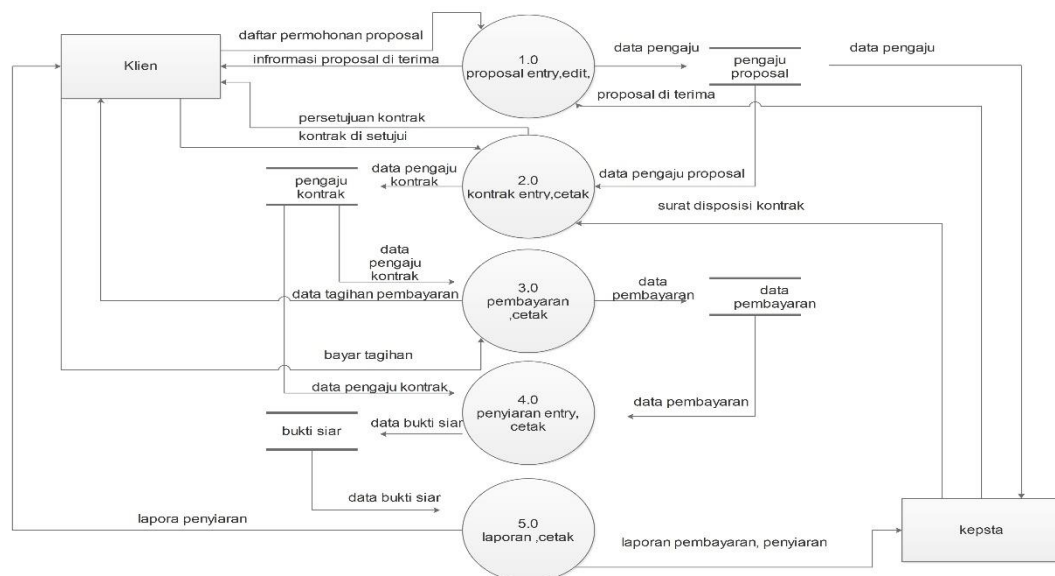 daftar permohonan proposal
Klien
infrormasi proposal di terima
1.0
proposal entry,edit,
data pengaju
pengaju
proposal
data pengaju
proposal di terima
persetujuan kontrak
kontrak di setujui
data pengaju
kontrak
pengaju
kontrak
2.0
kontrak entry,cetak
data pengaju proposal
surat disposisi kontrak
data
pengaju
kontrak
data tagihan pembayaran
3.0
pembayaran
,cetak
data
pembayaran
data
pembayaran
bayar tagihan
data pengaju kontrak
4.0
penyiaran entry,
cetak
data pembayaran
bukti siar
data bukti siar
data bukti siar
lapora penyiaran
5.0
laporan ,cetak
laporan pembayaran, penyiaran
kepsta